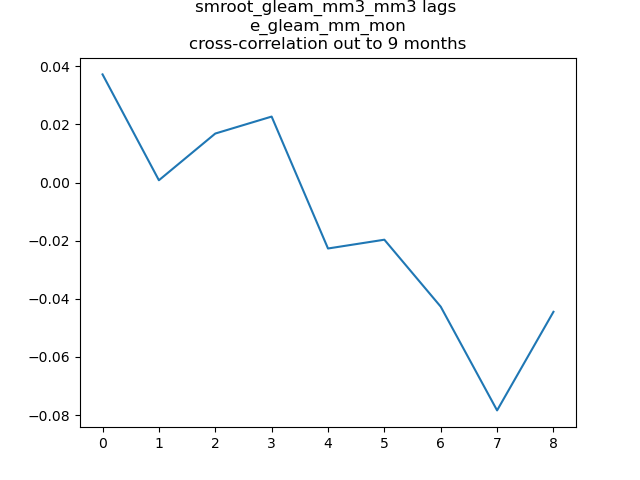 smroot_gleam_mm3_mm3 lags
e_gleam_mm_mon
cross-correlation out to 9 months
0.04
0.02
0.00
−0.02
−0.04
−0.06
−0.08
0 1 2 3 4 5 6 7 8